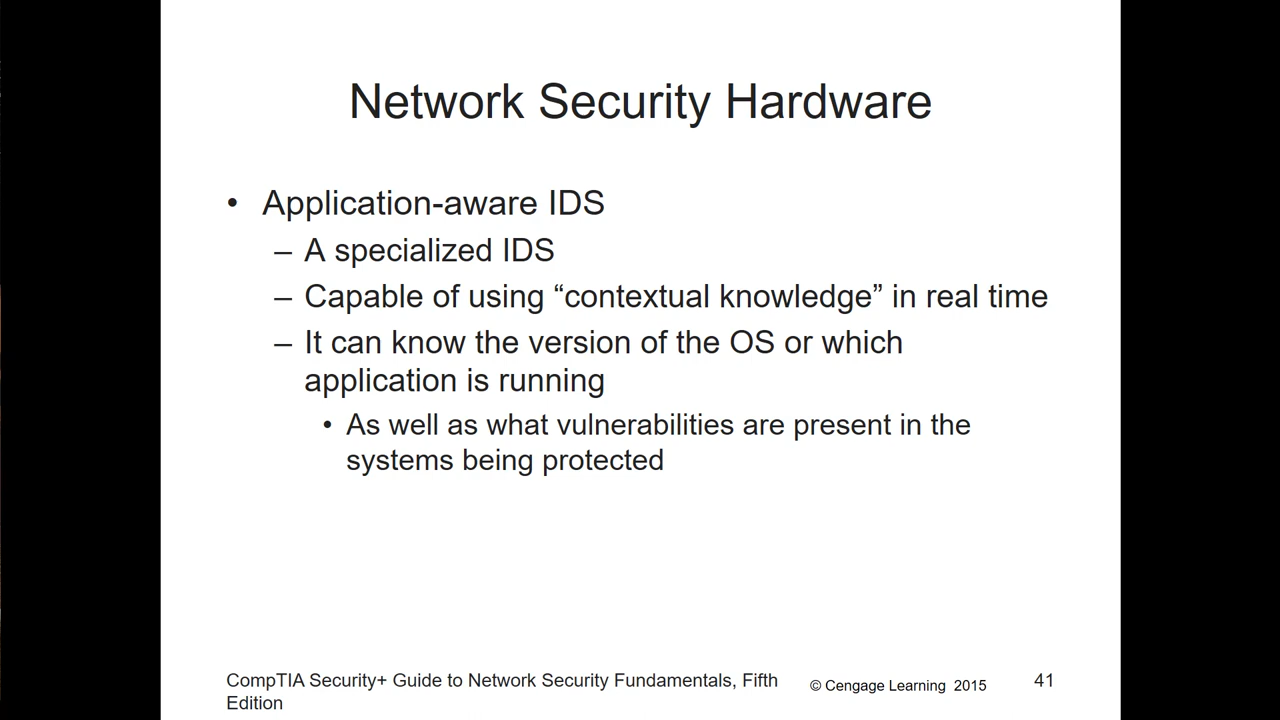 Network Security Hardware
• Application-aware IDS
– A specialized IDS
– Capable of using “contextual knowledge” in real time
– It can know the version of the OS or which
application is running
• As well as what vulnerabilities are present in the
systems being protected
CompTIA Security+ Guide to Network Security Fundamentals, Fifth
Edition
© Cengage Learning 2015
41